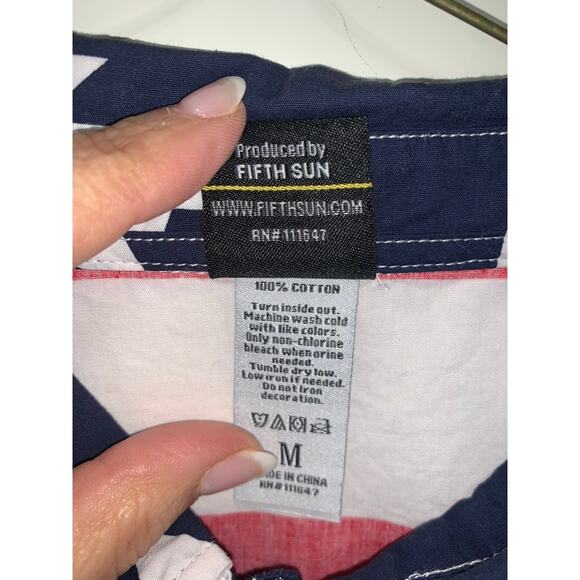 Produced by
FIFTH SUN
WWW.FIFTHSUN.COM
RN#111647
100% COTTON
Turn inside out.
Machine wash cold
with like colors.
Only non-chlorine
bleach when orine
needed.
Tumble dry low.
Low iron if needed.
Do not iron
decoration.
M
DE IN CHINA
RN#111647